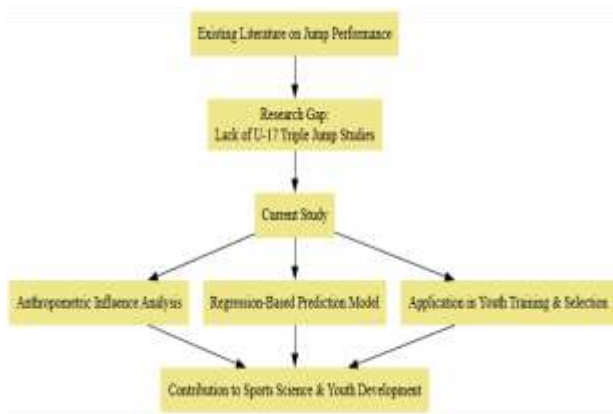 Existing Literature on Jump Performance
Research Gap:
Lack of U-17 Triple Jump Studies
Current Study
Anthropometric Influence Analysis
Regression-Based Prediction Model
Application in Youth Training & Selection
Contribution to Sports Science & Youth Development